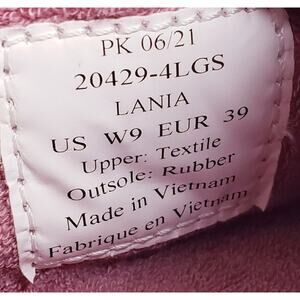 PK 06/21
20429-4LGS
LANIA
US W9 EUR 39
Upper: Textile
Outsole: Rubber
Made in Vietnam
Fabrique en Vietnam